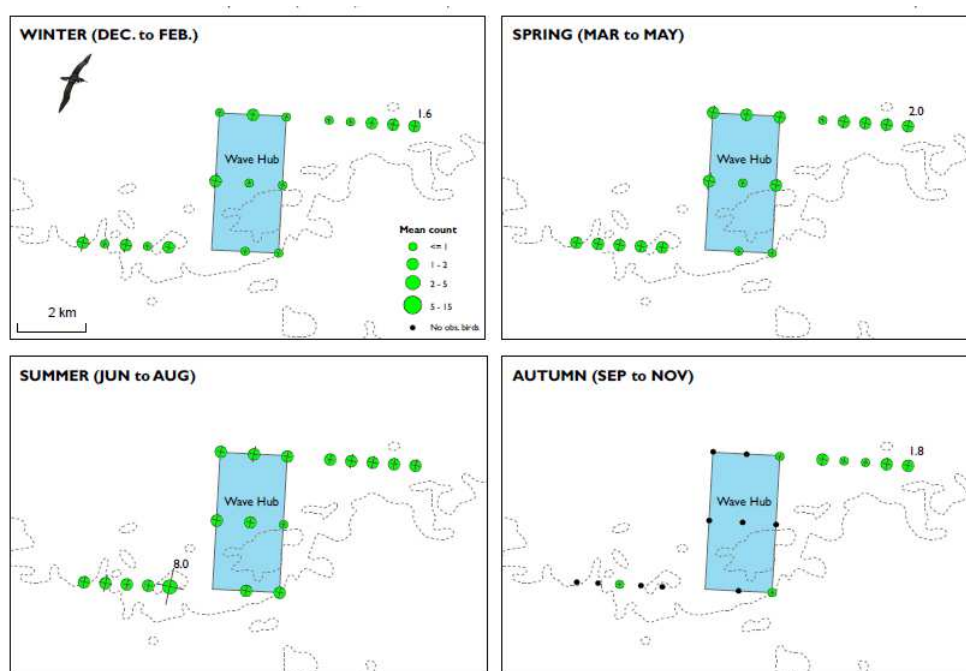 WINTER (DEC. to FEB.)
1.6
Wave Hub
Mean count
<= 1
1 - 2
2 - 5
5 - 15
No obs. birds
2 km
SPRING (MAR to MAY)
2.0
Wave Hub
SUMMER (JUN to AUG)
Wave Hub
8.0
AUTUMN (SEP to NOV)
1.8
Wave Hub